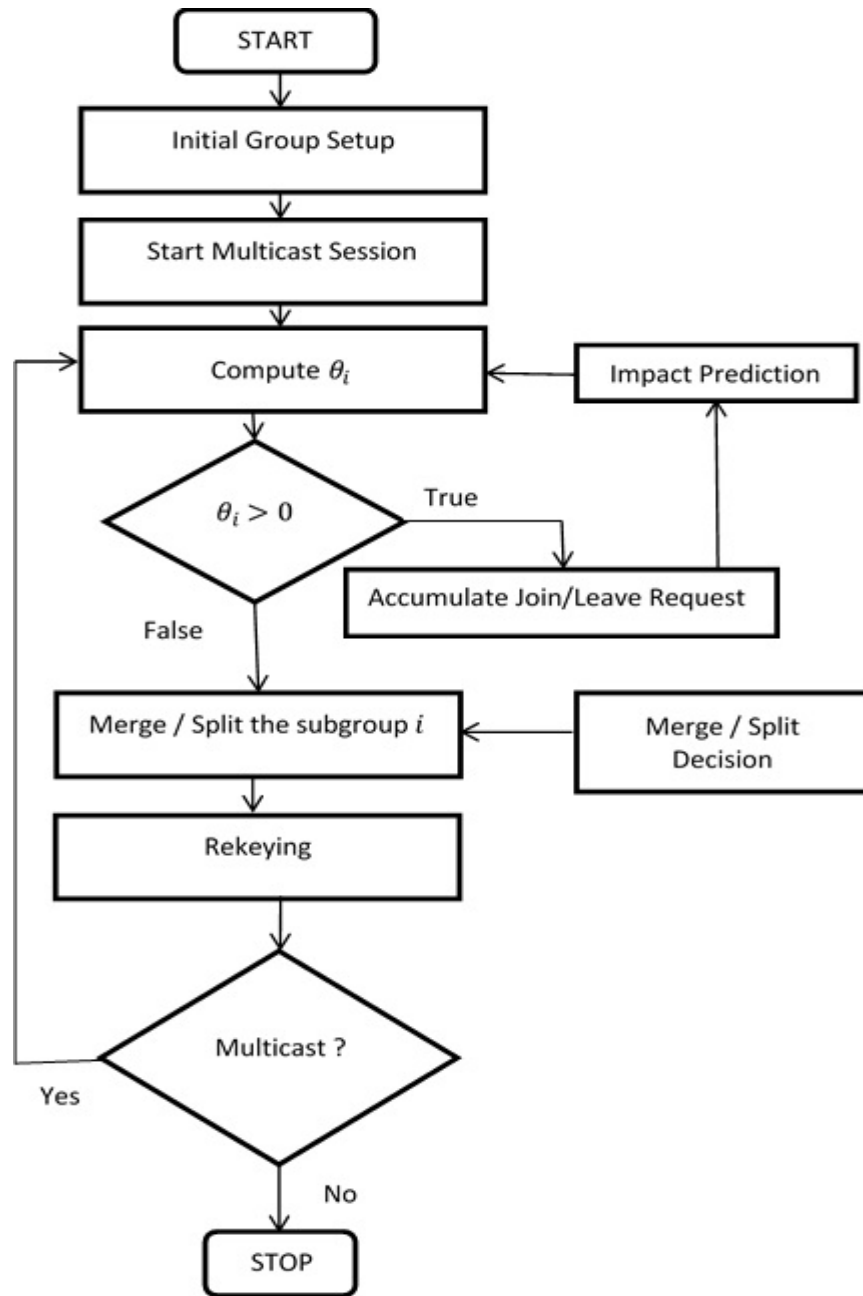 START
Initial Group Setup
Start Multicast Session
Compute θᵢ
Impact Prediction
θᵢ > 0
True
Accumulate Join/Leave Request
False
Merge / Split the subgroup i
Merge / Split
Decision
Rekeying
Multicast ?
Yes
No
STOP